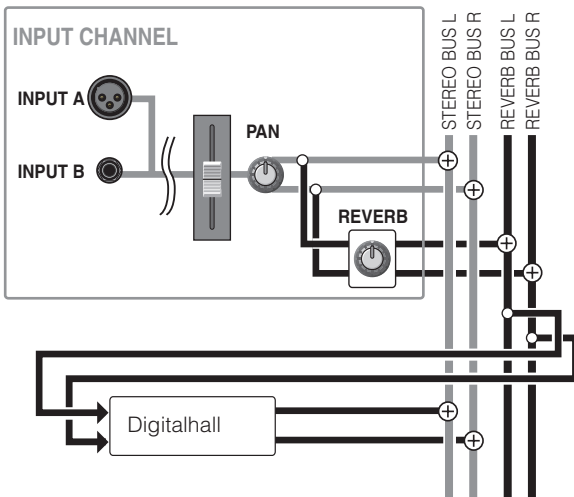 INPUT CHANNEL
INPUT A
INPUT B
PAN
REVERB
STEREO BUS L
STEREO BUS R
REVERB BUS L
REVERB BUS R
Digitalhall